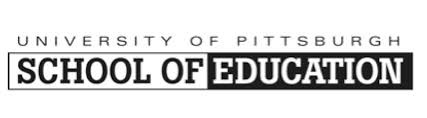 UNIVERSITY OF PITTSBURGH
SCHOOL OF EDUCATION